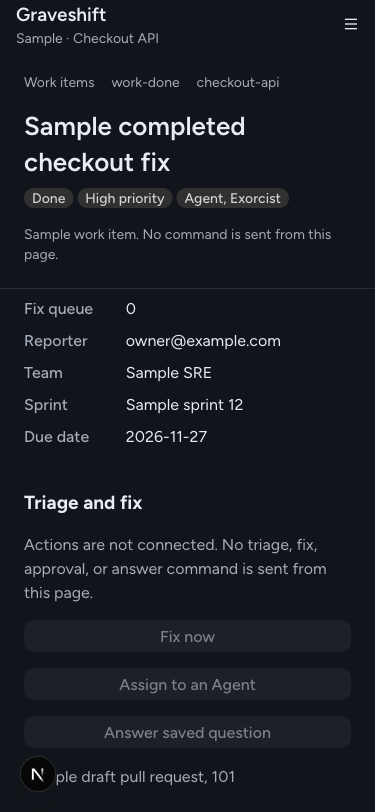 Graveshift
Sample · Checkout API
Work items work-done checkout-api
Sample completed
checkout fix
Done High priority Agent, Exorcist
Sample work item. No command is sent from this
page.
Fix queue 0
Reporter owner@example.com
Team Sample SRE
Sprint Sample sprint 12
Due date 2026-11-27
Triage and fix
Actions are not connected. No triage, fix,
approval, or answer command is sent from
this page.
Fix now
Assign to an Agent
Answer saved question
N ple draft pull request, 101